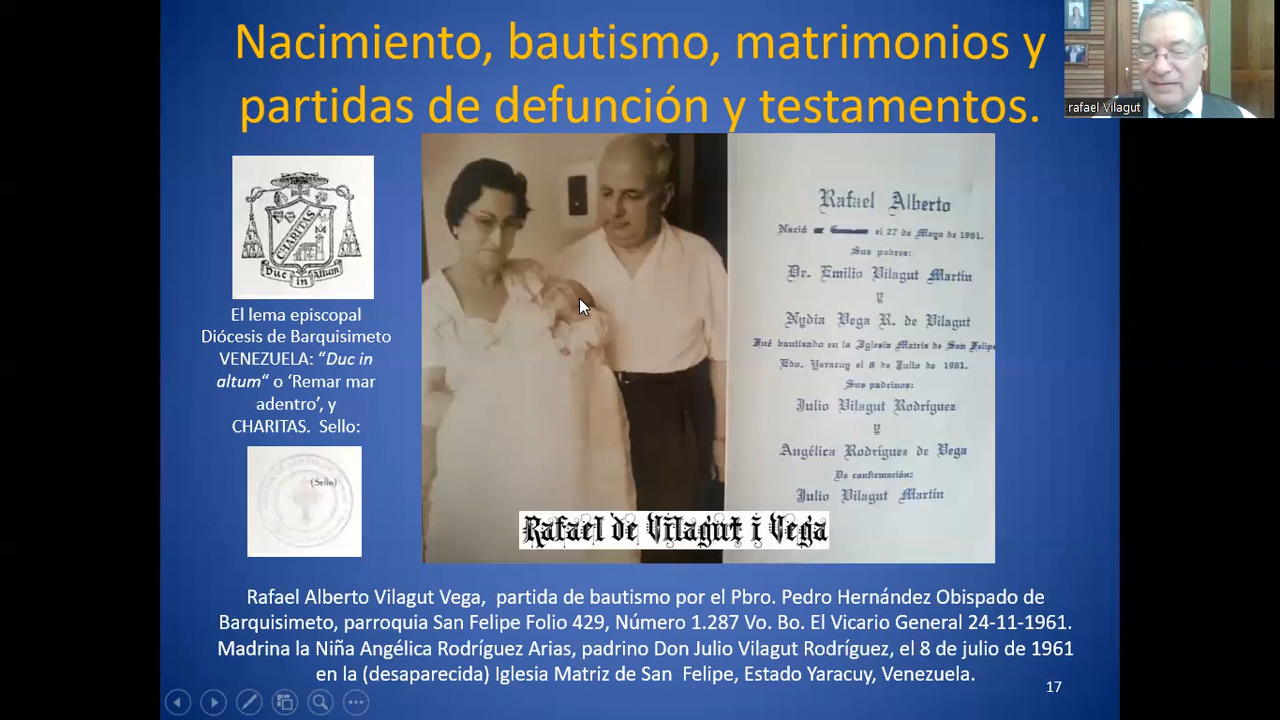 Nacimiento, bautismo, matrimonios y
partidas de defunción y testamentos.
rafael Vilagut
CHARITAS
Duc in Altum
El lema episcopal
Diócesis de Barquisimeto
VENEZUELA: “Duc in
altum“ o ‘Remar mar
adentro’, y
CHARITAS. Sello:
(Sello)
Rafael Alberto
Nació el 27 de Mayo de 1961.
Sus padres:
Dr. Emilio Vilagut Martín
y
Nydia Vega R. de Vilagut
Fué bautizado en la Iglesia Matriz de San Felipe
Edo. Yaracuy el 8 de Julio de 1961.
Sus padrinos:
Julio Vilagut Rodríguez
y
Angélica Rodríguez de Vega
De confirmación:
Julio Vilagut Martín
Rafael de Vilagut i Vega
Rafael Alberto Vilagut Vega, partida de bautismo por el Pbro. Pedro Hernández Obispado de
Barquisimeto, parroquia San Felipe Folio 429, Número 1.287 Vo. Bo. El Vicario General 24-11-1961.
Madrina la Niña Angélica Rodríguez Arias, padrino Don Julio Vilagut Rodríguez, el 8 de julio de 1961
en la (desaparecida) Iglesia Matriz de San Felipe, Estado Yaracuy, Venezuela.
17